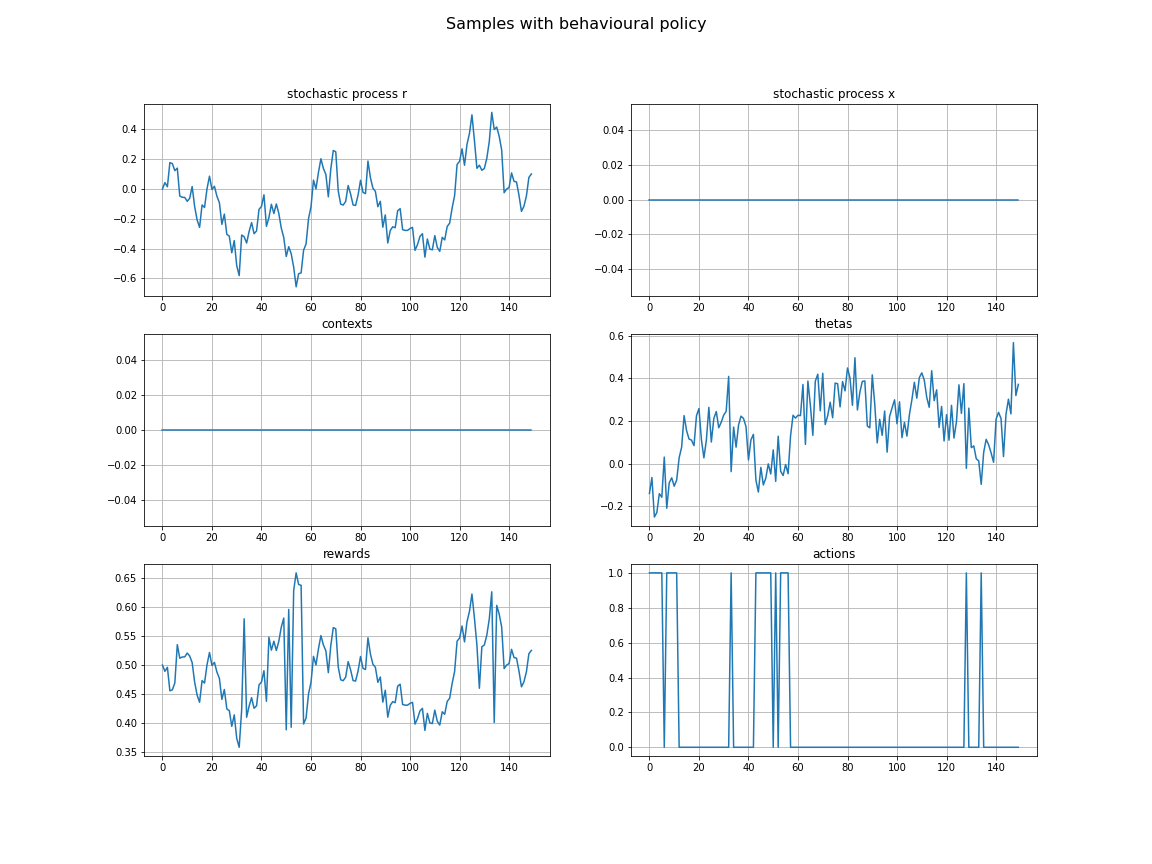 Samples with behavioural policy
stochastic process r
0.4
0.2
0.0
−0.2
−0.4
−0.6
0 20 40 60 80 100 120 140
stochastic process x
0.04
0.02
0.00
−0.02
−0.04
0 20 40 60 80 100 120 140
contexts
0.04
0.02
0.00
−0.02
−0.04
0 20 40 60 80 100 120 140
thetas
0.6
0.4
0.2
0.0
−0.2
0 20 40 60 80 100 120 140
rewards
0.65
0.60
0.55
0.50
0.45
0.40
0.35
0 20 40 60 80 100 120 140
actions
1.0
0.8
0.6
0.4
0.2
0.0
0 20 40 60 80 100 120 140